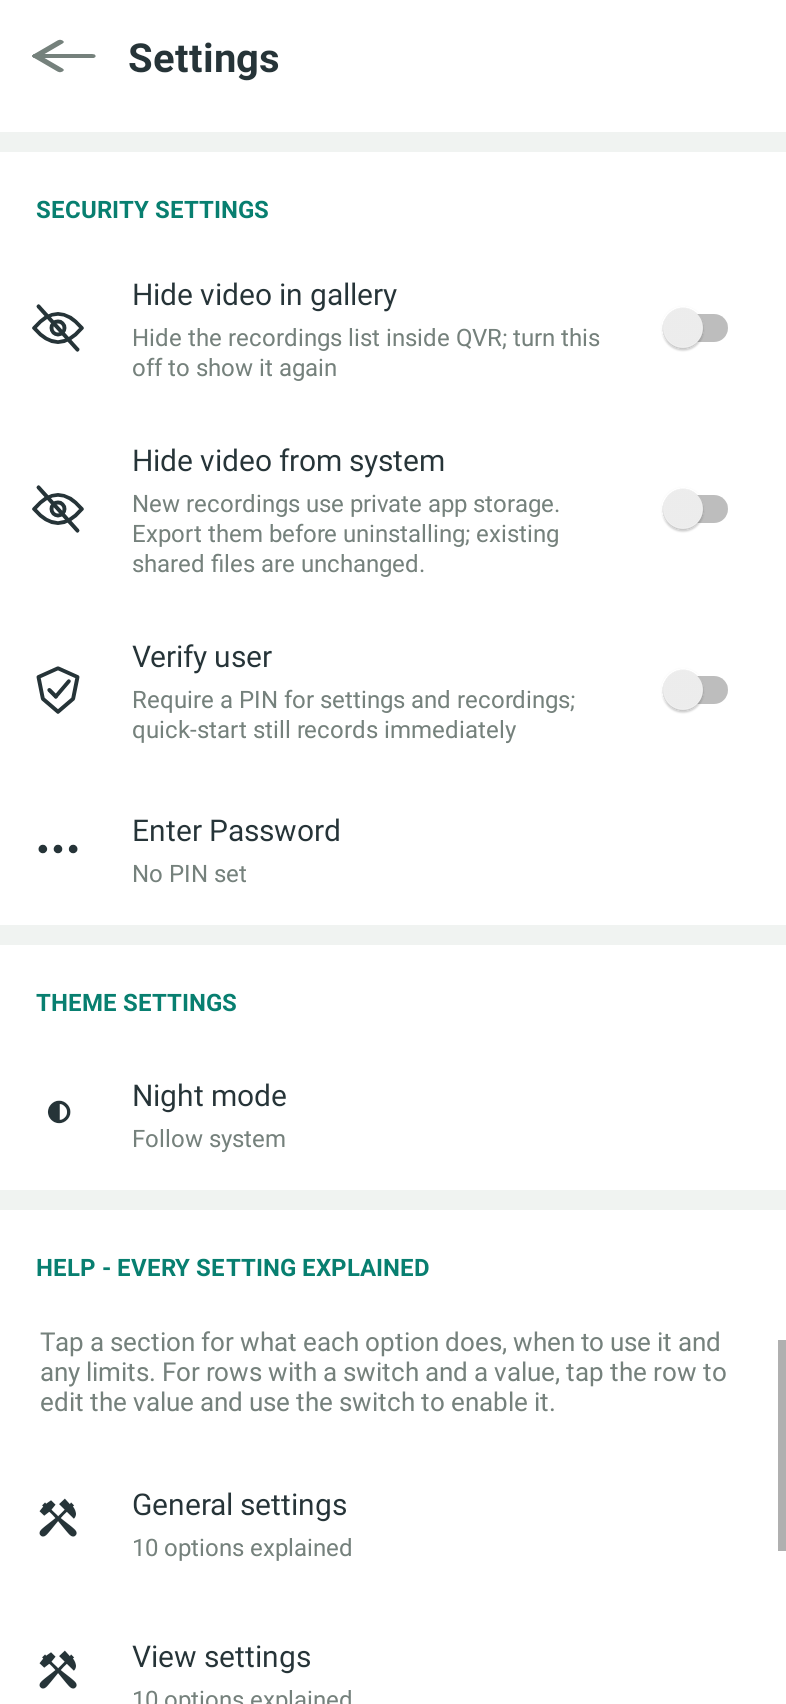 Settings
SECURITY SETTINGS
Hide video in gallery
Hide the recordings list inside QVR; turn this
off to show it again
Hide video from system
New recordings use private app storage.
Export them before uninstalling; existing
shared files are unchanged.
Verify user
Require a PIN for settings and recordings;
quick-start still records immediately
Enter Password
No PIN set
THEME SETTINGS
Night mode
Follow system
HELP - EVERY SETTING EXPLAINED
Tap a section for what each option does, when to use it and
any limits. For rows with a switch and a value, tap the row to
edit the value and use the switch to enable it.
General settings
10 options explained
View settings
10 options explained